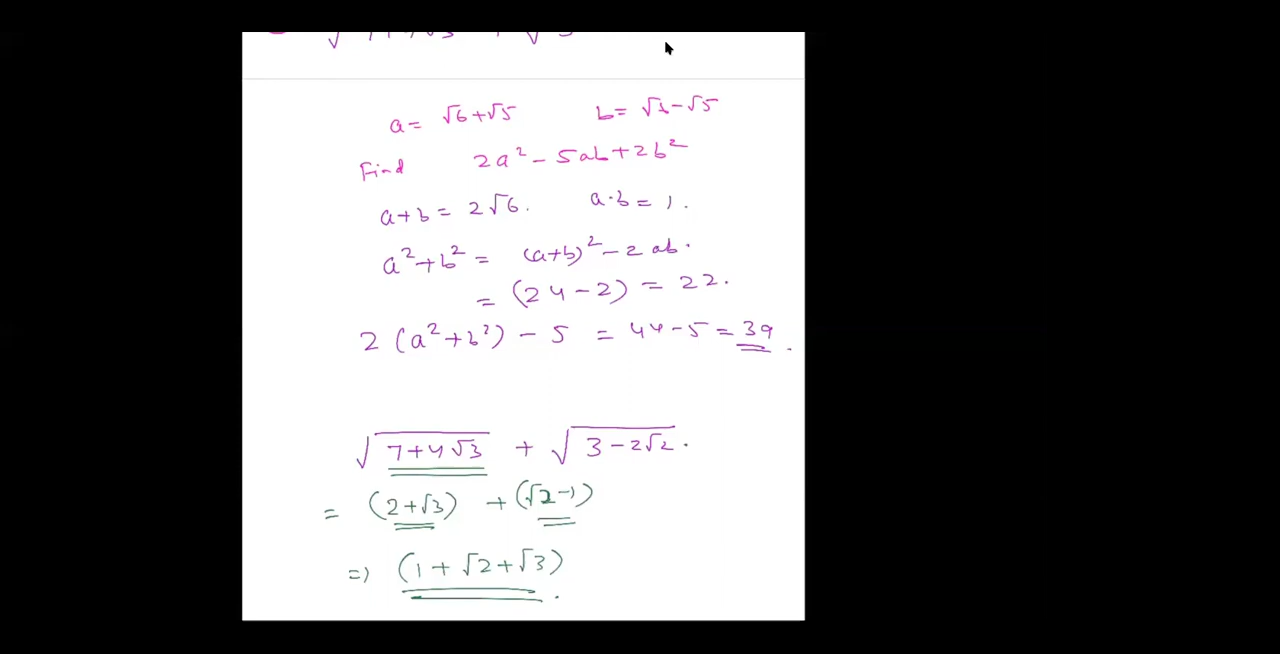 a = √6+√5 b = √6-√5
Find 2a² - 5ab + 2b²
a+b = 2√6. a·b = 1.
a²+b² = (a+b)² - 2ab.
= (24-2) = 22.
2(a²+b²) - 5 = 44-5 = 39.
√(7+4√3) + √(3-2√2).
= (2+√3) + (√2-1)
=) (1+√2+√3).